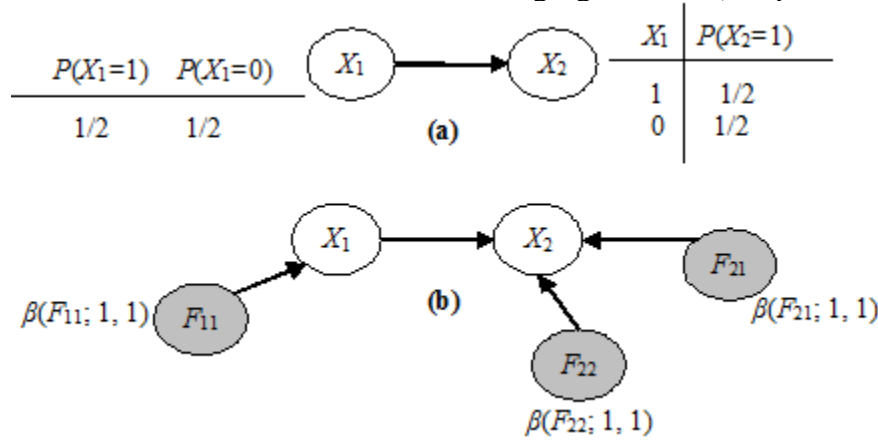 X₁ P(X₂=1)
P(X₁=1) P(X₁=0) X₁ X₂
1 1/2
1/2 1/2 (a) 0 1/2
X₁ X₂
F₂₁
β(F₁₁; 1, 1) F₁₁ (b) β(F₂₁; 1, 1)
F₂₂
β(F₂₂; 1, 1)